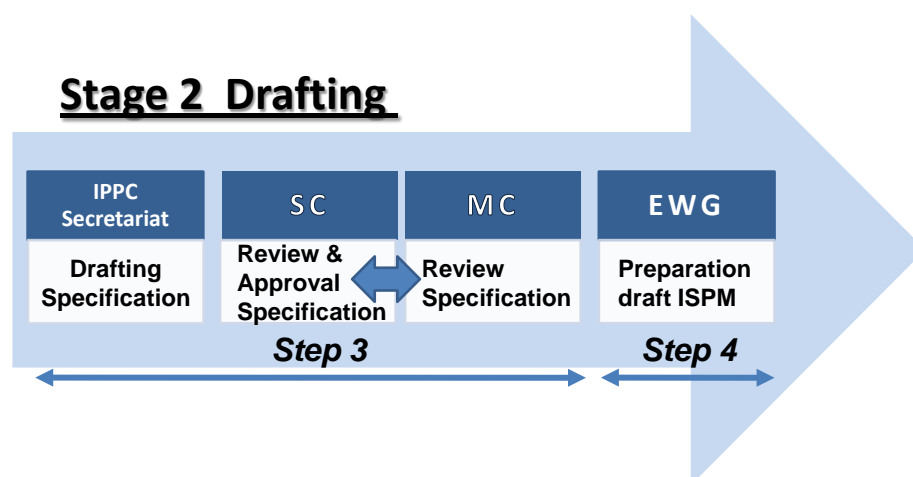 Stage 2  Drafting
IPPC
Secretariat
Drafting
Specification
SC
Review &
Approval
Specification
MC
Review
Specification
EWG
Preparation
draft ISPM
Step 3
Step 4